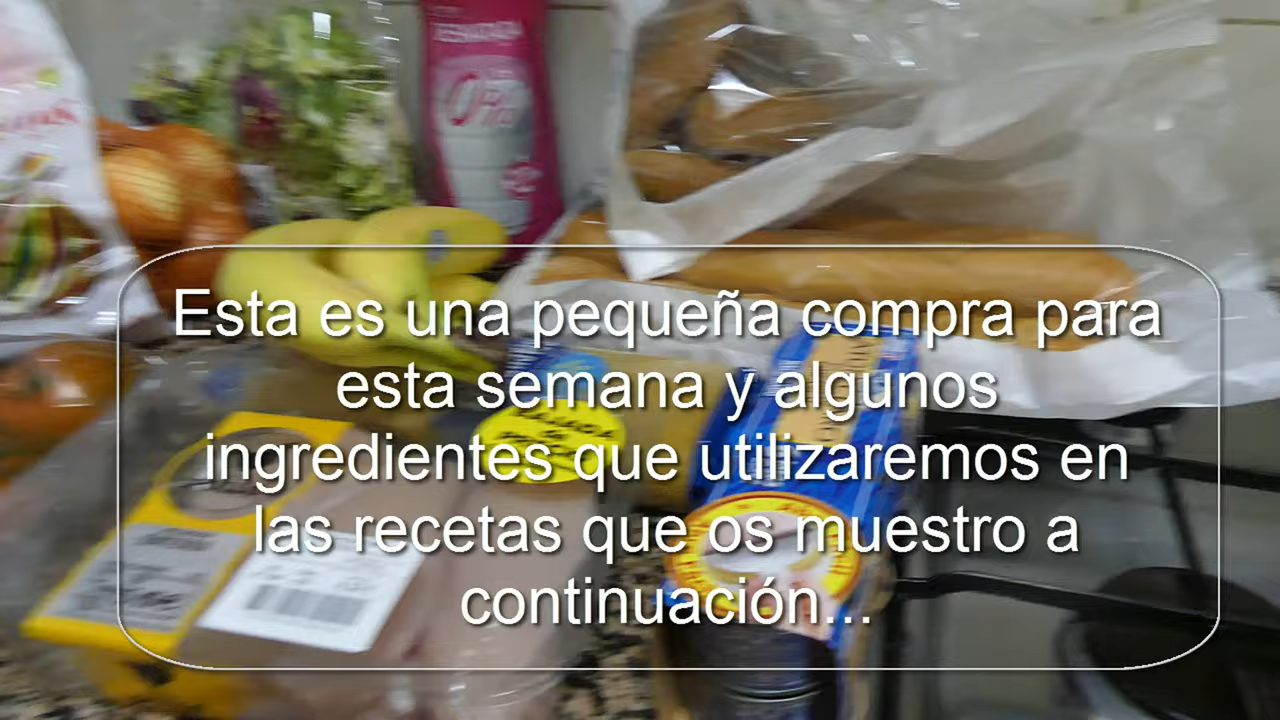 Esta es una pequeña compra para
esta semana y algunos
ingredientes que utilizaremos en
las recetas que os muestro a
continuación...